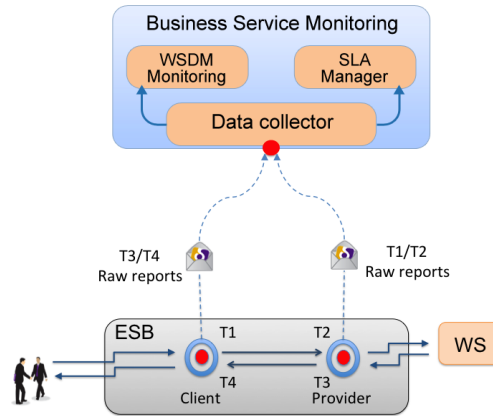 Business Service Monitoring
WSDM
Monitoring
SLA
Manager
Data collector
T3/T4
Raw reports
T1/T2
Raw reports
ESB
T1
T2
T4
T3
Client
Provider
WS